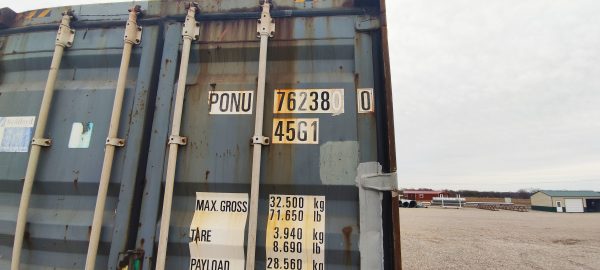 PONU 762380 0
45G1
MAX. GROSS 32.500 kg
71.650 lb
TARE 3.940 kg
8.690 lb
PAYLOAD 28.560 kg